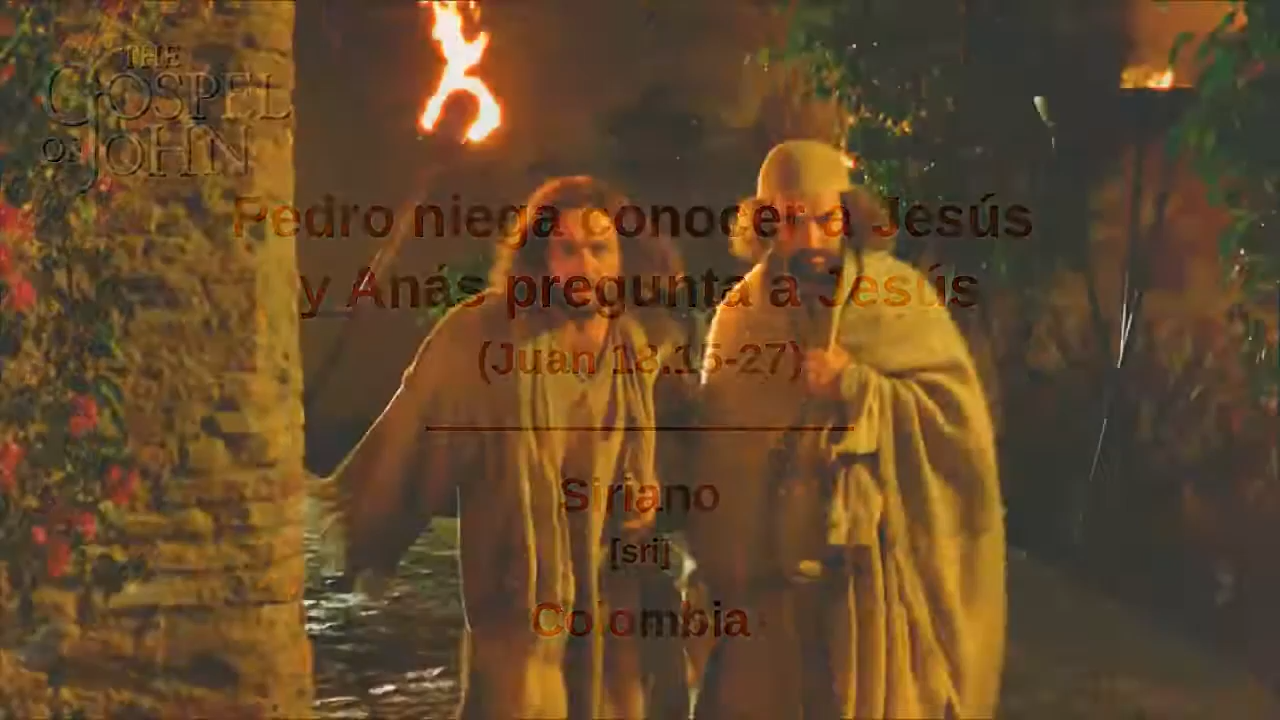 THE
GOSPEL
OF JOHN
Pedro niega conocer a Jesús
y Anás pregunta a Jesús
(Juan 18.15-27)
Siriano
[sri]
Colombia